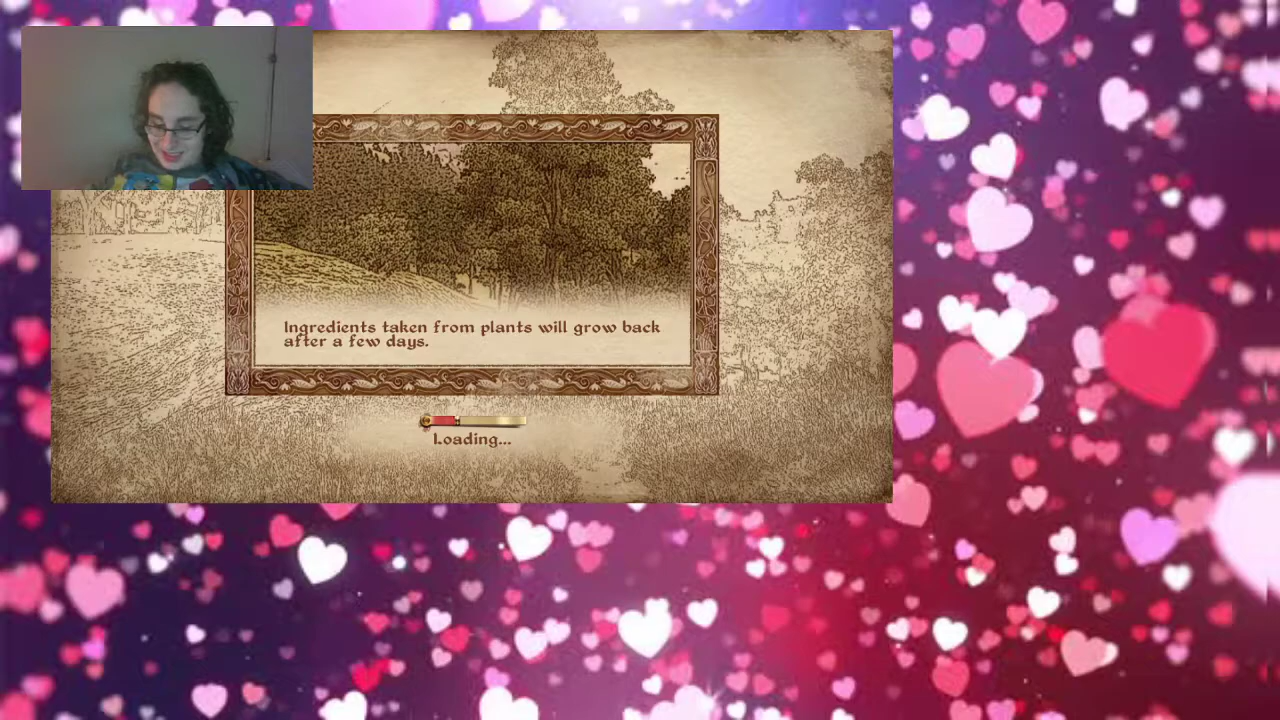 Ingredients taken from plants will grow back
after a few days.
Loading...